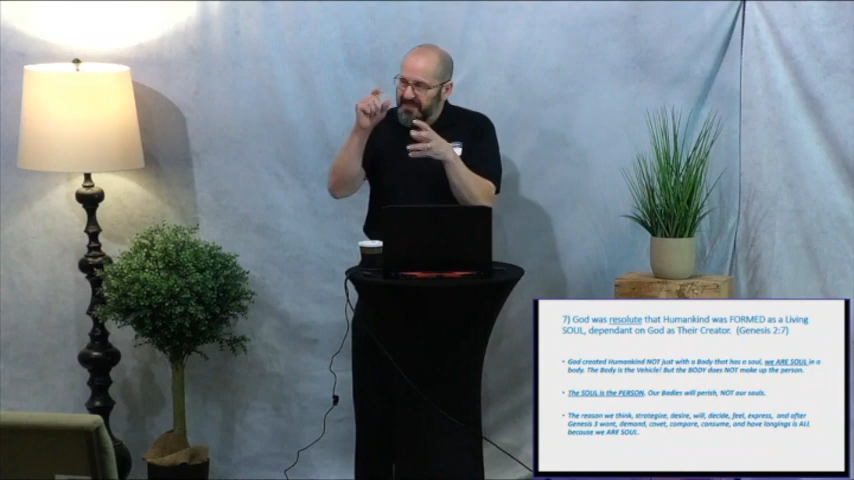 7) God was resolute that Humankind was FORMED as a Living
SOUL, dependant on God as Their Creator. (Genesis 2:7)
• God created Humankind NOT just with a Body that has a soul, we ARE SOUL in a
body. The Body is the Vehicle! But the BODY does NOT make up the person.
• The SOUL is the PERSON. Our Bodies will perish, NOT our souls.
• The reason we think, strategize, desire, will, decide, feel, express, and after
Genesis 3 want, demand, covet, compare, consume, and have longings is ALL
because we ARE SOUL.